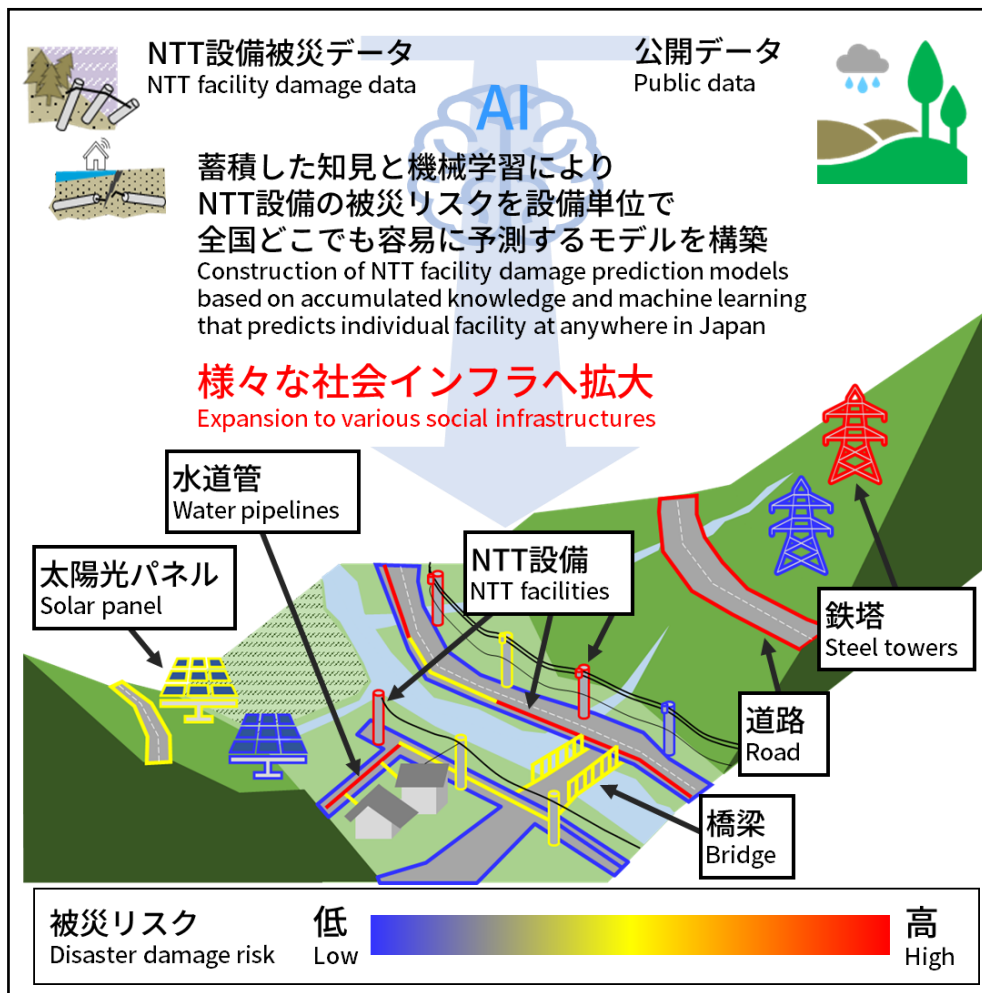 NTT設備被災データ
NTT facility damage data
公開データ
Public data
AI
蓄積した知見と機械学習により
NTT設備の被災リスクを設備単位で
全国どこでも容易に予測するモデルを構築
Construction of NTT facility damage prediction models
based on accumulated knowledge and machine learning
that predicts individual facility at anywhere in Japan
様々な社会インフラへ拡大
Expansion to various social infrastructures
水道管
Water pipelines
NTT設備
NTT facilities
太陽光パネル
Solar panel
鉄塔
Steel towers
道路
Road
橋梁
Bridge
被災リスク
Disaster damage risk
低
Low
高
High